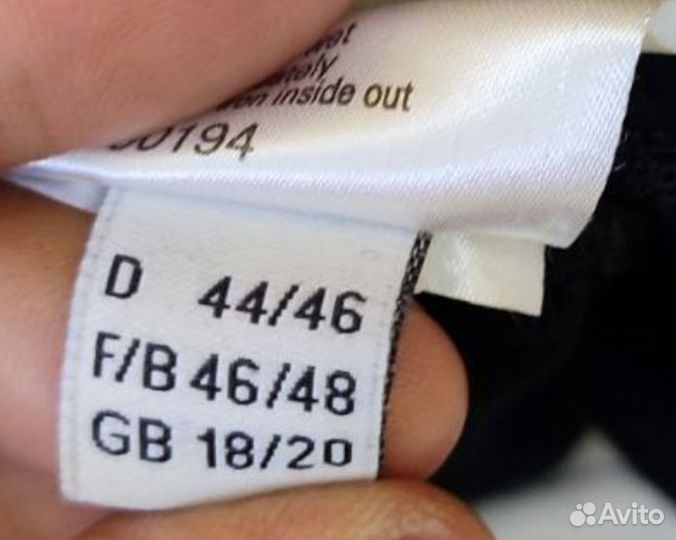 inside out
D 44/46
F/B 46/48
GB 18/20
Avito